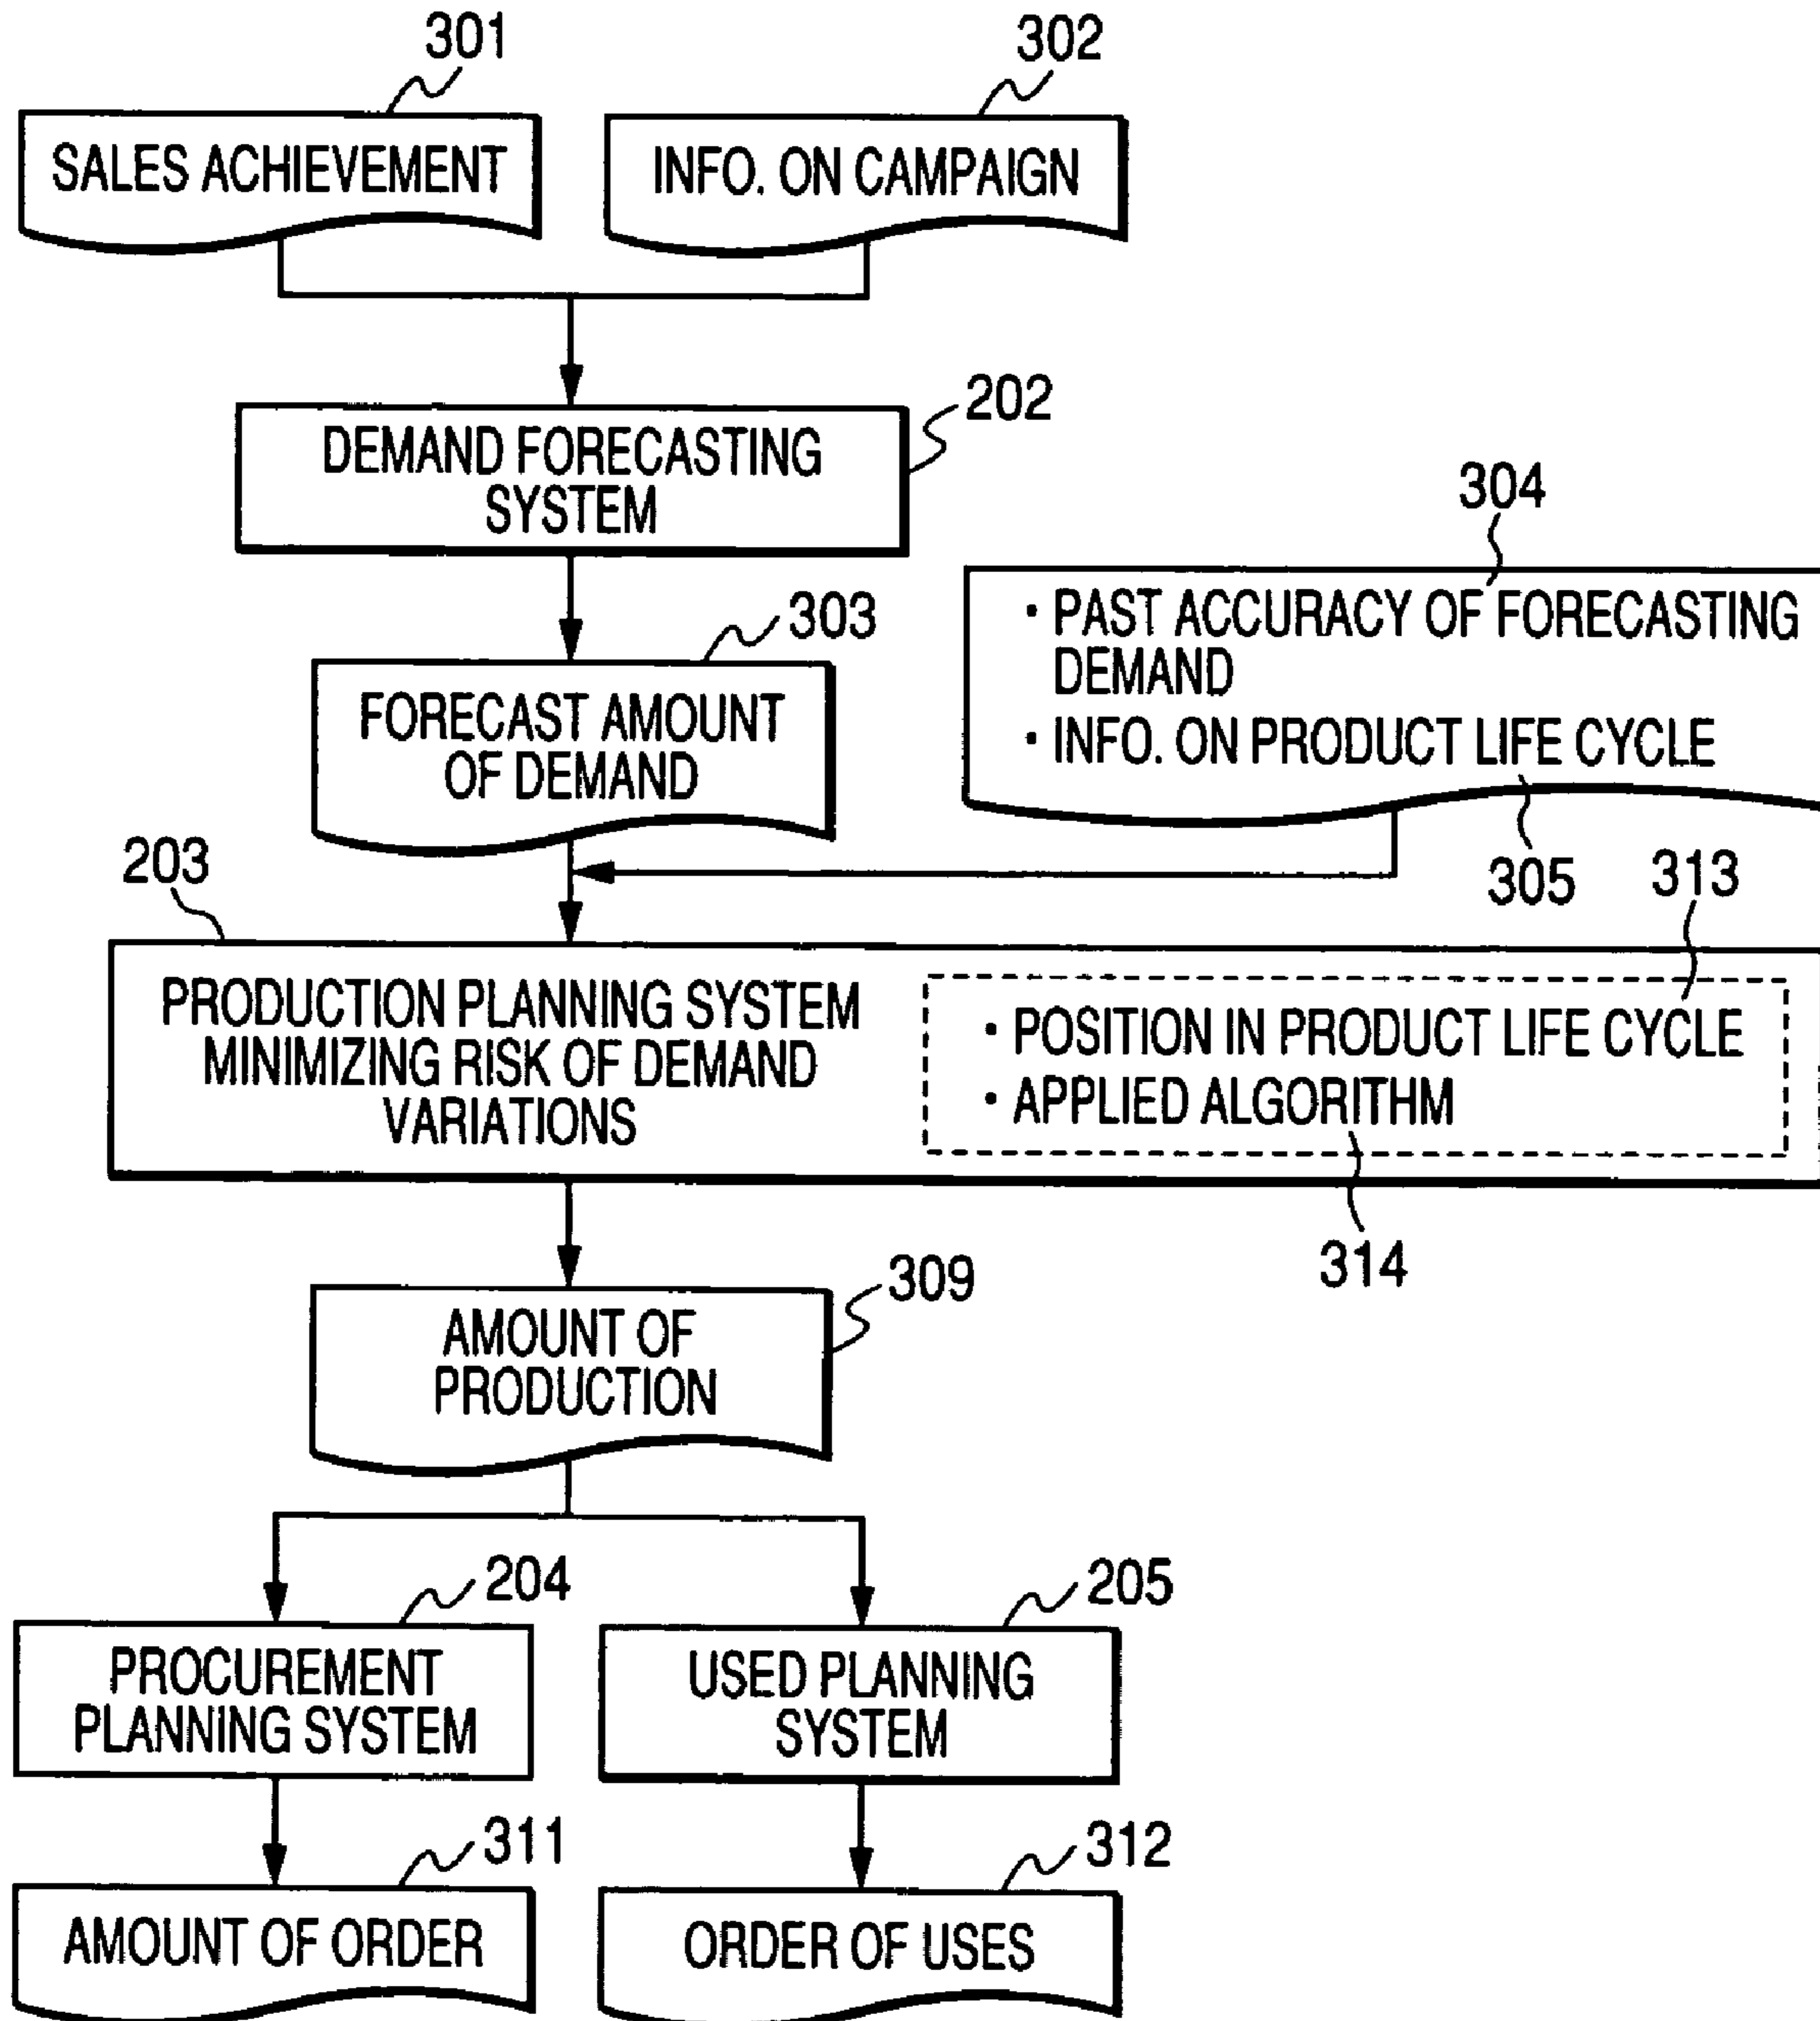 301
302
SALES ACHIEVEMENT
INFO. ON CAMPAIGN
202
DEMAND FORECASTING
SYSTEM
304
303
· PAST ACCURACY OF FORECASTING
DEMAND
· INFO. ON PRODUCT LIFE CYCLE
FORECAST AMOUNT
OF DEMAND
203
305
313
PRODUCTION PLANNING SYSTEM
MINIMIZING RISK OF DEMAND
VARIATIONS
· POSITION IN PRODUCT LIFE CYCLE
· APPLIED ALGORITHM
314
309
AMOUNT OF
PRODUCTION
204
205
PROCUREMENT
PLANNING SYSTEM
USED PLANNING
SYSTEM
311
312
AMOUNT OF ORDER
ORDER OF USES